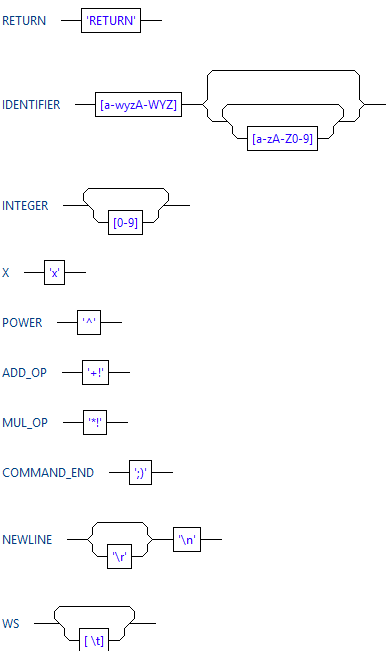 RETURN 'RETURN'
IDENTIFIER [a-wyzA-WYZ]
[a-zA-Z0-9]
INTEGER
[0-9]
X 'x'
POWER '^'
ADD_OP '+!'
MUL_OP '*!'
COMMAND_END ';)'
NEWLINE '\n'
'\r'
WS
[ \t]